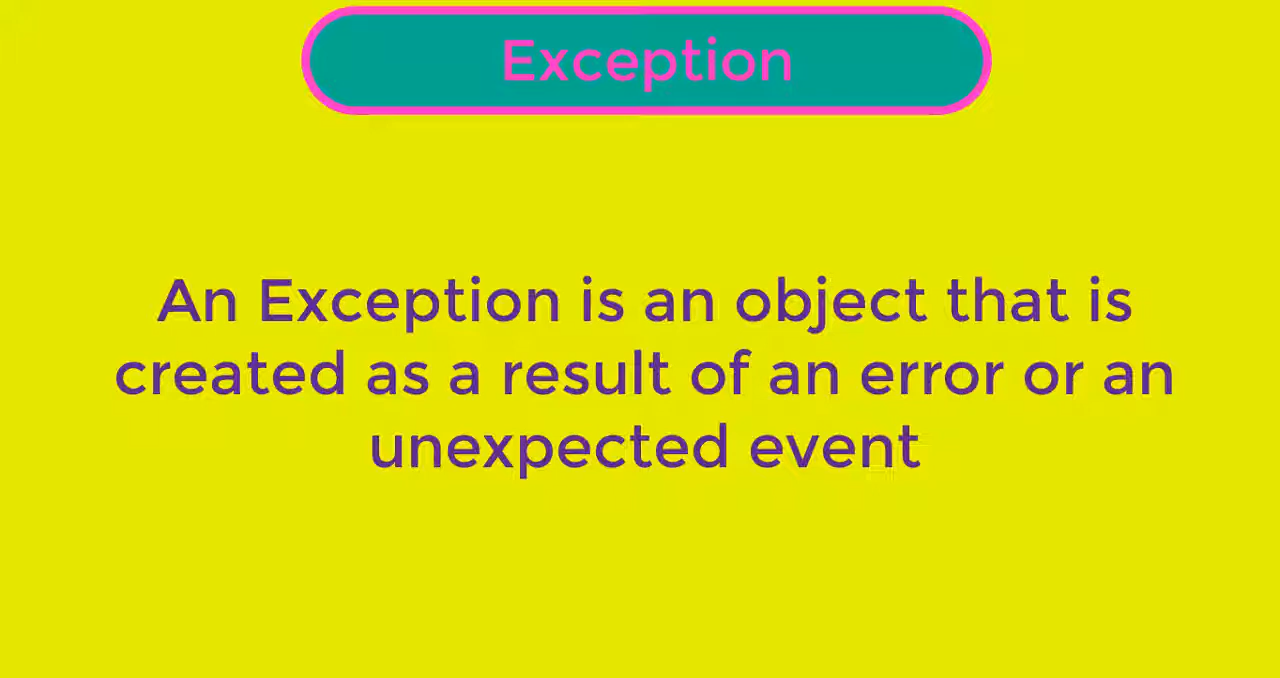 Exception
An Exception is an object that is
created as a result of an error or an
unexpected event